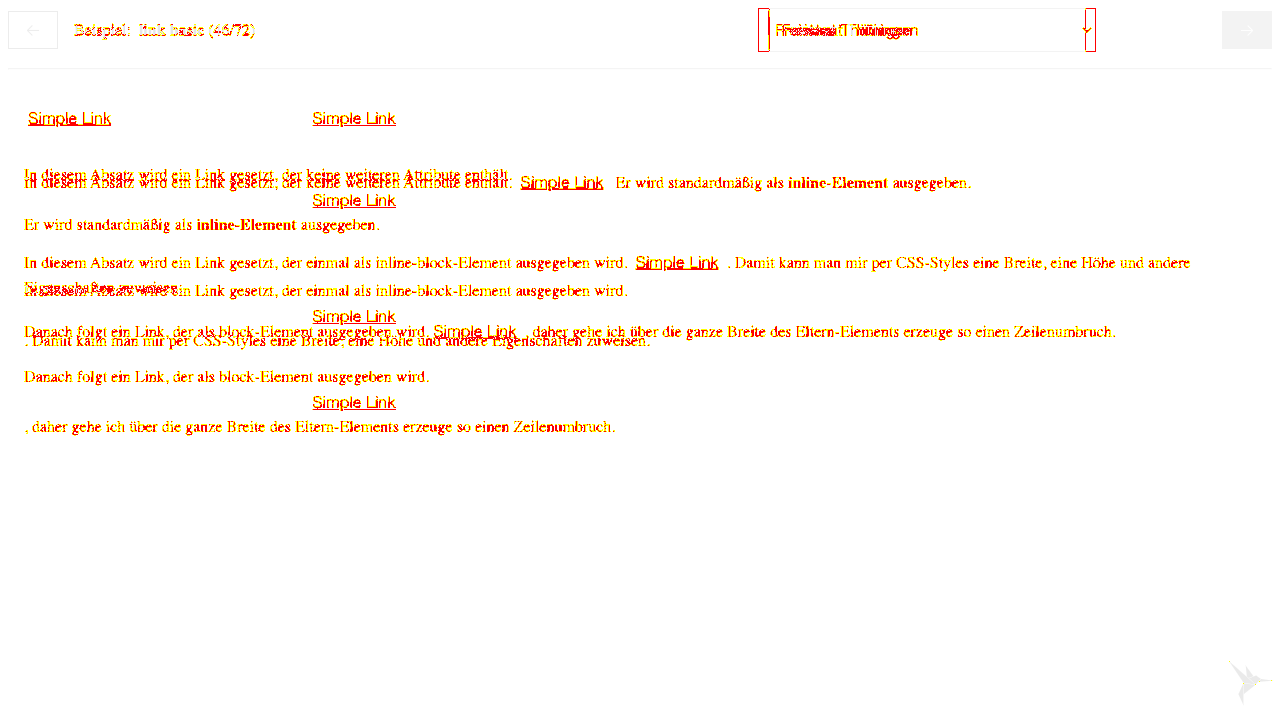 Beispiel: link basic (46/72)
Simple Link Simple Link
In diesem Absatz wird ein Link gesetzt, der keine weiteren Attribute enthält.
In diesem Absatz wird ein Link gesetzt, der keine weiteren Attribute enthält. Simple Link Er wird standardmäßig als inline-Element ausgegeben.
Simple Link
Er wird standardmäßig als inline-Element ausgegeben.
In diesem Absatz wird ein Link gesetzt, der einmal als inline-block-Element ausgegeben wird. Simple Link . Damit kann man mir per CSS-Styles eine Breite, eine Höhe und andere
In diesem Absatz wird ein Link gesetzt, der einmal als inline-block-Element ausgegeben wird.
Simple Link
Danach folgt ein Link, der als block-Element ausgegeben wird. Simple Link , daher gehe ich über die ganze Breite des Eltern-Elements erzeuge so einen Zeilenumbruch.
. Damit kann man mir per CSS-Styles eine Breite, eine Höhe und andere Eigenschaften zuweisen.
Danach folgt ein Link, der als block-Element ausgegeben wird.
Simple Link
, daher gehe ich über die ganze Breite des Eltern-Elements erzeuge so einen Zeilenumbruch.